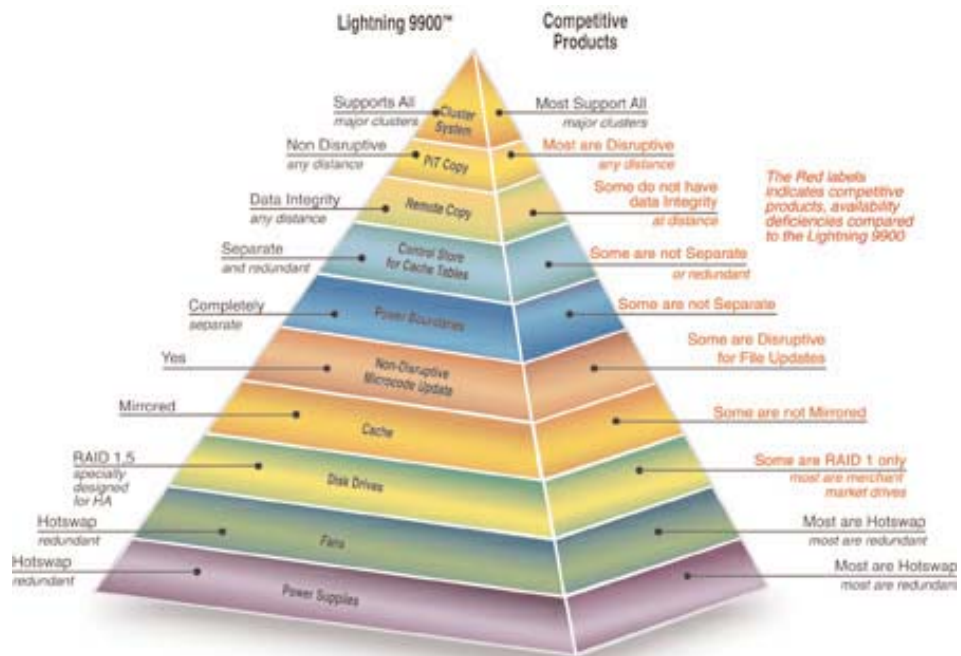 Lightning 9900™
Competitive
Products
Supports All
major clusters
Cluster
System
Most Support All
major clusters
Non Disruptive
any distance
PiT Copy
Most are Disruptive
any distance
Data Integrity
any distance
Remote Copy
Some do not have
data Integrity
at distance
The Red labels
indicates competitive
products, availability
deficiencies compared
to the Lightning 9900
Separate
and redundant
Control Store
for Cache Tables
Some are not Separate
or redundant
Completely
separate
Power Boundaries
Some are not Separate
Yes
Non-Disruptive
Microcode Update
Some are Disruptive
for File Updates
Mirrored
Cache
Some are not Mirrored
RAID 1.5
specialty
designed
for HA
Disk Drives
Some are RAID 1 only
most are merchant
market drives
Hotswap
redundant
Fans
Most are Hotswap
most are redundant
Hotswap
redundant
Power Supplies
Most are Hotswap
most are redundant